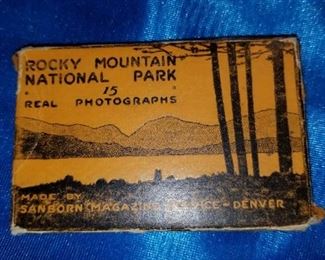 ROCKY MOUNTAIN
NATIONAL PARK
15
REAL PHOTOGRAPHS
MADE BY
SANBORN MAGAZINE SERVICE - DENVER